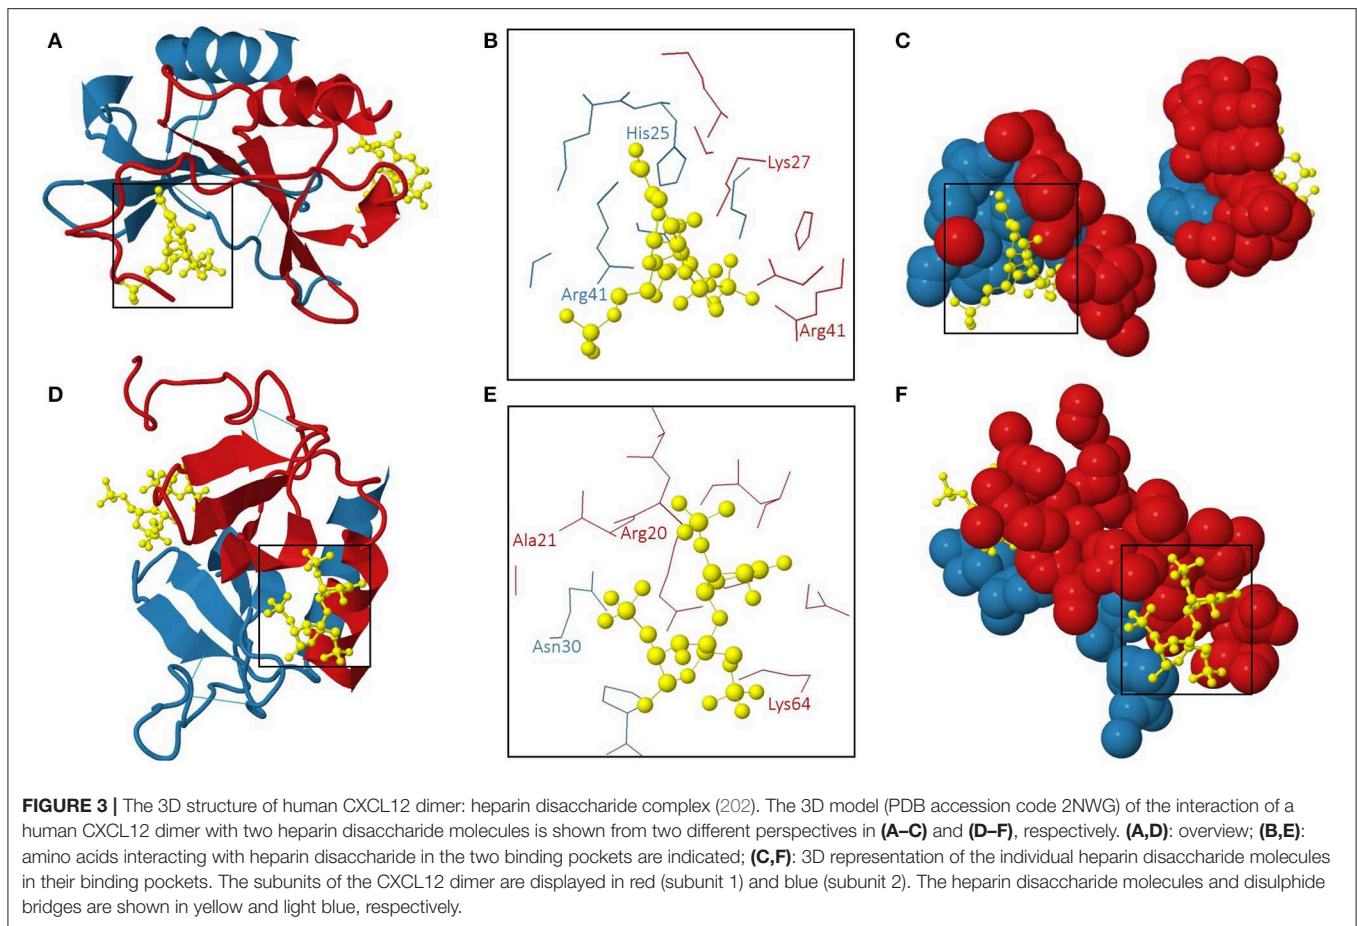 A
B
C
His25
Lys27
Arg41
Arg41
D
E
F
Ala21
Arg20
Asn30
Lys64
FIGURE 3 | The 3D structure of human CXCL12 dimer: heparin disaccharide complex (202). The 3D model (PDB accession code 2NWG) of the interaction of a
human CXCL12 dimer with two heparin disaccharide molecules is shown from two different perspectives in (A–C) and (D–F), respectively. (A,D): overview; (B,E):
amino acids interacting with heparin disaccharide in the two binding pockets are indicated; (C,F): 3D representation of the individual heparin disaccharide molecules
in their binding pockets. The subunits of the CXCL12 dimer are displayed in red (subunit 1) and blue (subunit 2). The heparin disaccharide molecules and disulphide
bridges are shown in yellow and light blue, respectively.